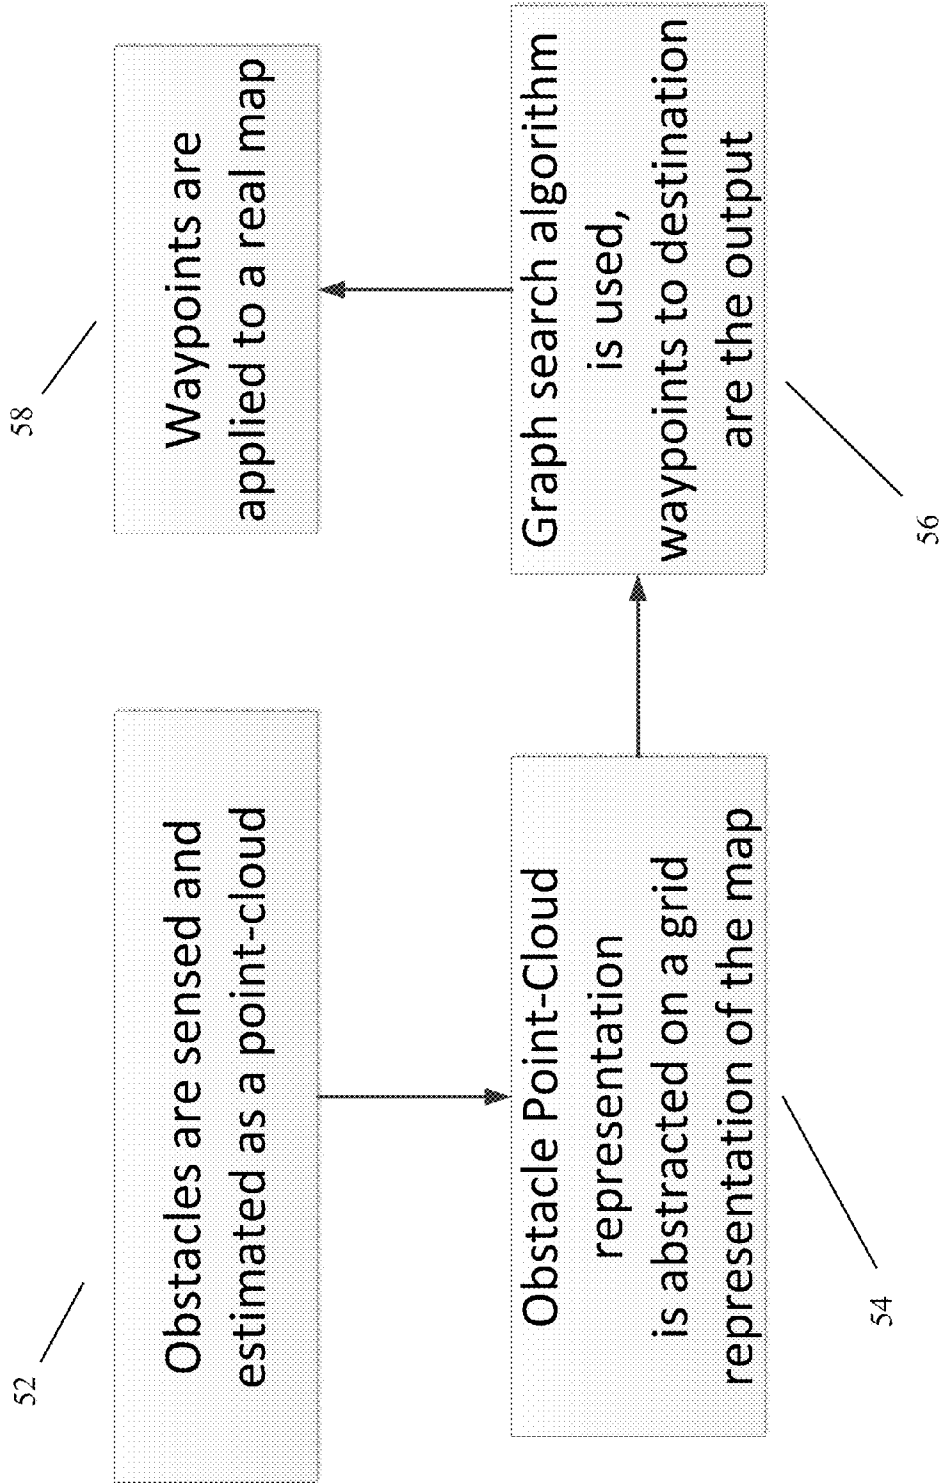 52
Obstacles are sensed and
estimated as a point-cloud
54
Obstacle Point-Cloud
representation
is abstracted on a grid
representation of the map
56
Graph search algorithm
is used,
waypoints to destination
are the output
58
Waypoints are
applied to a real map